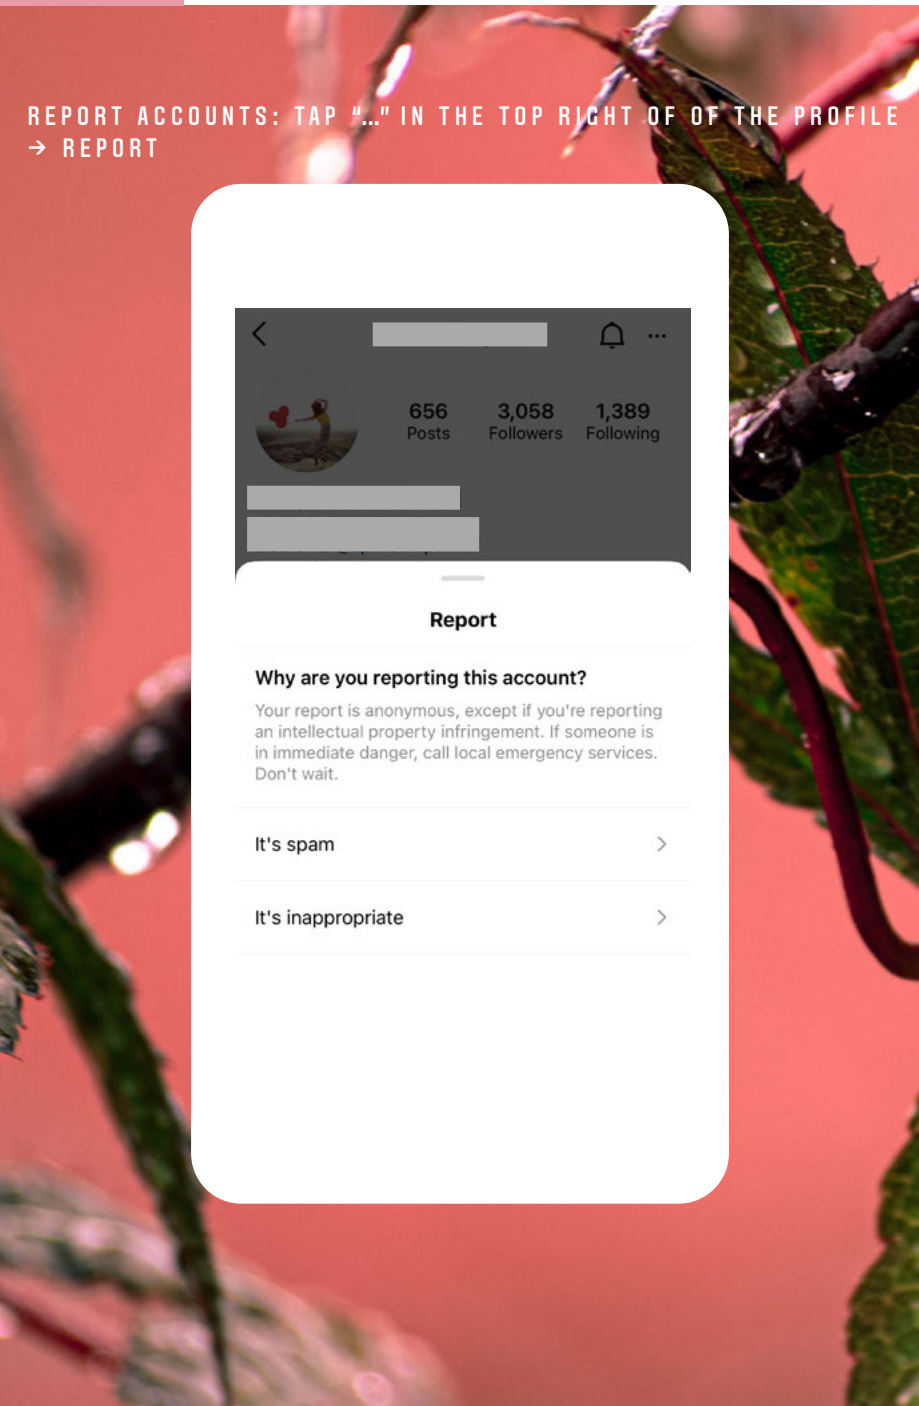 REPORT ACCOUNTS: TAP “...” IN THE TOP RIGHT OF OF THE PROFILE
→ REPORT
656 3,058 1,389
Posts Followers Following
Report
Why are you reporting this account?
Your report is anonymous, except if you're reporting
an intellectual property infringement. If someone is
in immediate danger, call local emergency services.
Don't wait.
It's spam
It's inappropriate